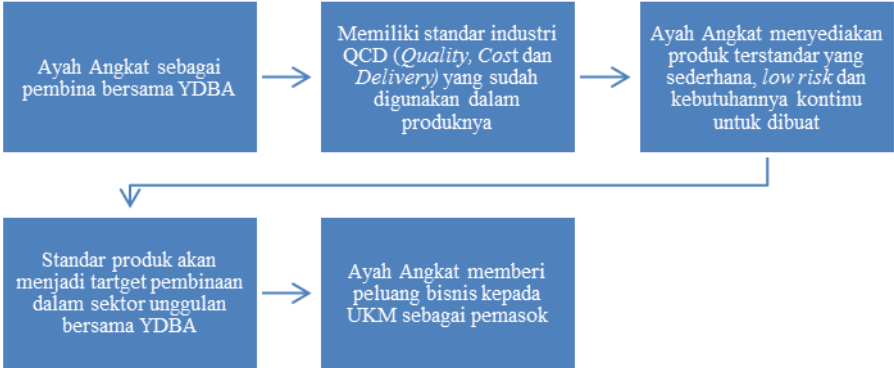 Ayah Angkat sebagai
pembina bersama YDBA
Memiliki standar industri
QCD (Quality, Cost dan
Delivery) yang sudah
digunakan dalam
produknya
Ayah Angkat menyediakan
produk terstandar yang
sederhana, low risk dan
kebutuhannya kontinu
untuk dibuat
Standar produk akan
menjadi tartget pembinaan
dalam sektor unggulan
bersama YDBA
Ayah Angkat memberi
peluang bisnis kepada
UKM sebagai pemasok